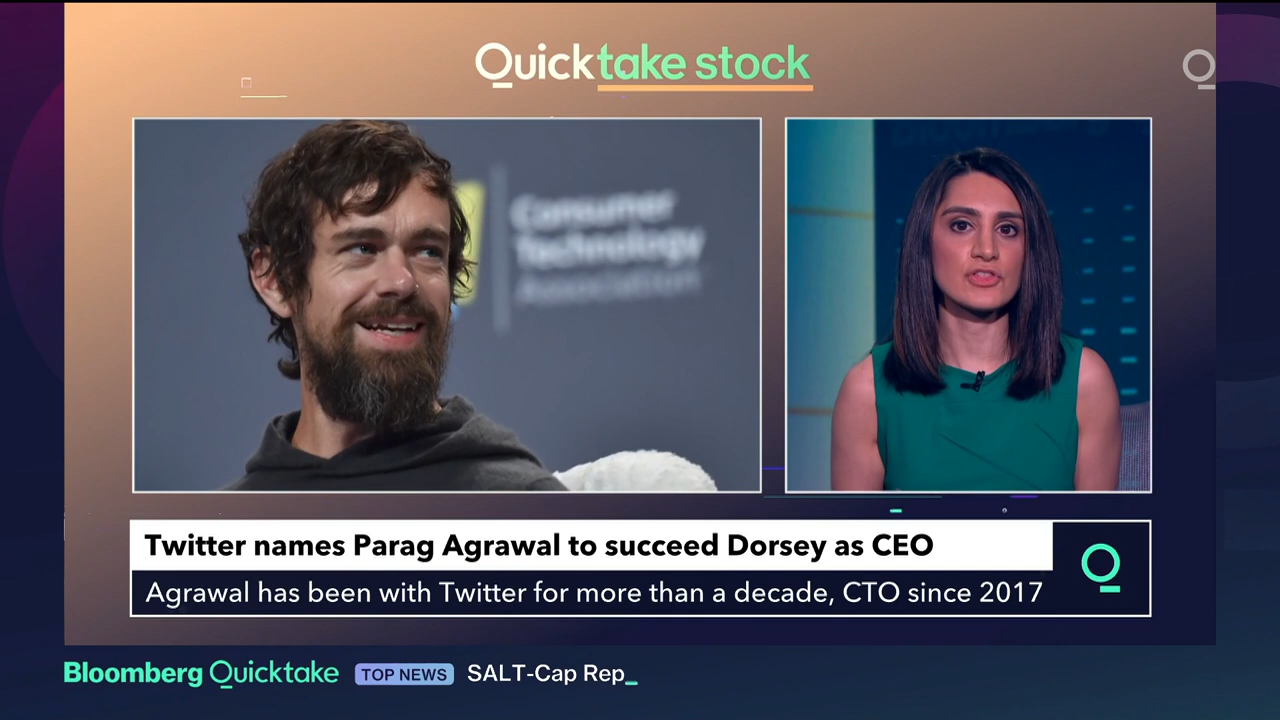 Quicktake stock
Consumer
Technology
Association
Bloomberg
Twitter names Parag Agrawal to succeed Dorsey as CEO
Agrawal has been with Twitter for more than a decade, CTO since 2017
Bloomberg Quicktake TOP NEWS SALT-Cap Rep_